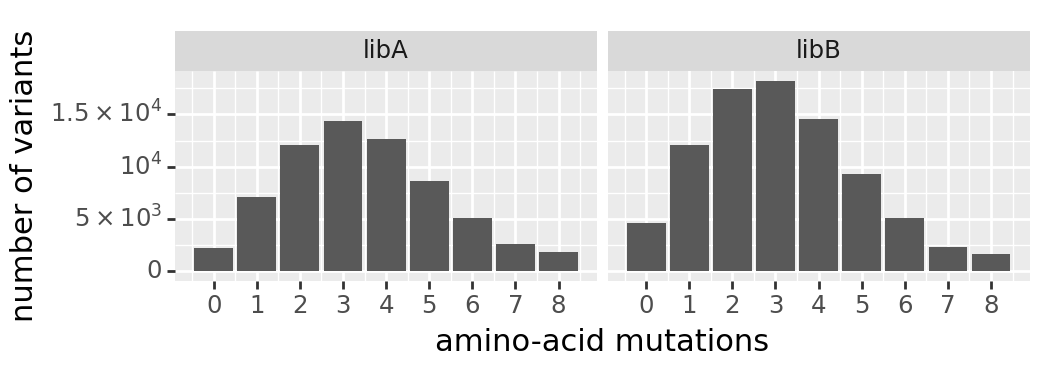 number of variants
libA
libB
1.5 × 10⁴
10⁴
5 × 10³
0
0 1 2 3 4 5 6 7 8
0 1 2 3 4 5 6 7 8
amino-acid mutations